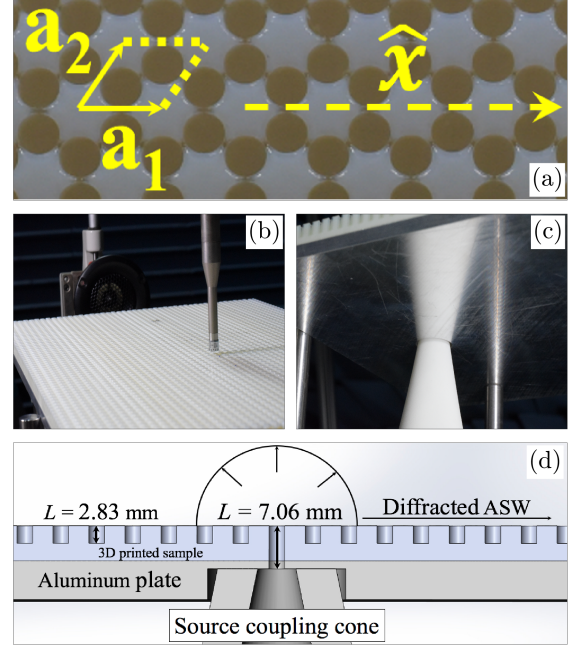 a₂
x̂
a₁
(a)
(b)
(c)
(d)
L = 2.83 mm
L = 7.06 mm
Diffracted ASW
3D printed sample
Aluminum plate
Source coupling cone